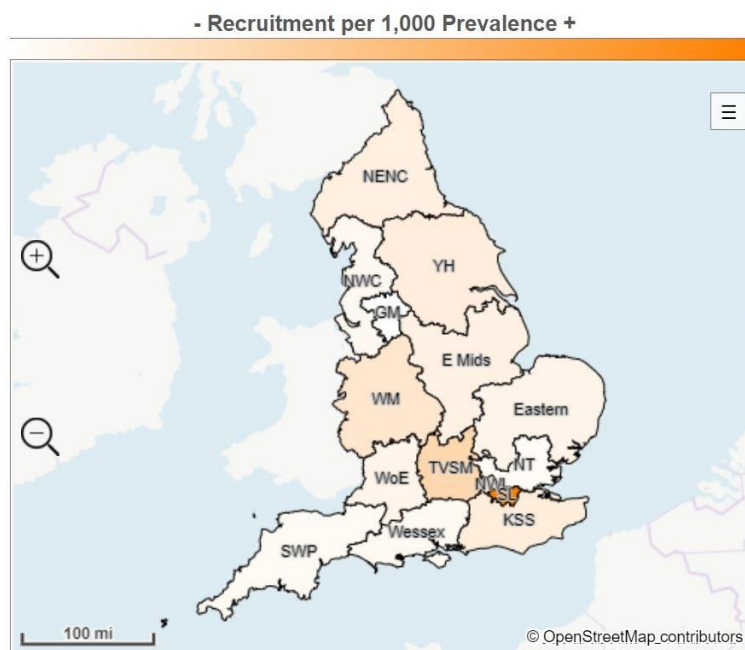 - Recruitment per 1,000 Prevalence +
NENC
YH
NWC
GM
E Mids
WM
Eastern
TVSM
NT
WoE
NWL
SL
KSS
Wessex
SWP
100 mi
© OpenStreetMap contributors